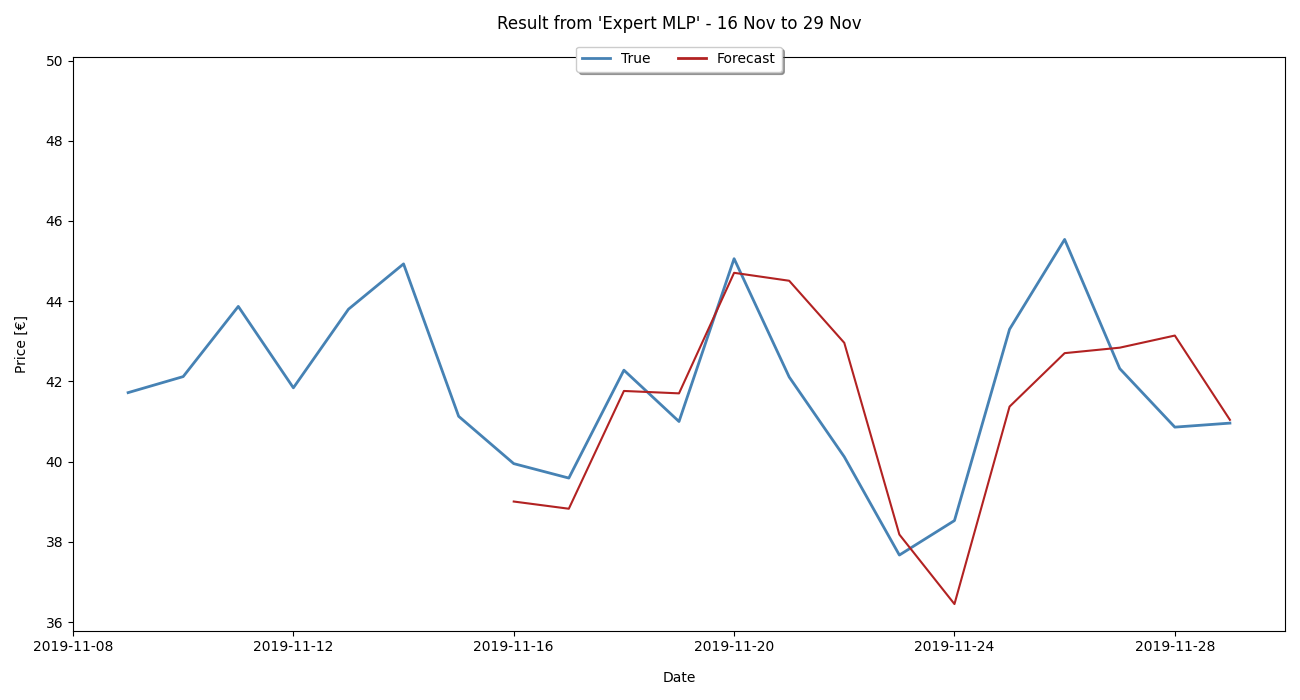 Result from 'Expert MLP' - 16 Nov to 29 Nov
True Forecast
50
48
46
44
42
40
38
36
Price [€]
2019-11-08 2019-11-12 2019-11-16 2019-11-20 2019-11-24 2019-11-28
Date